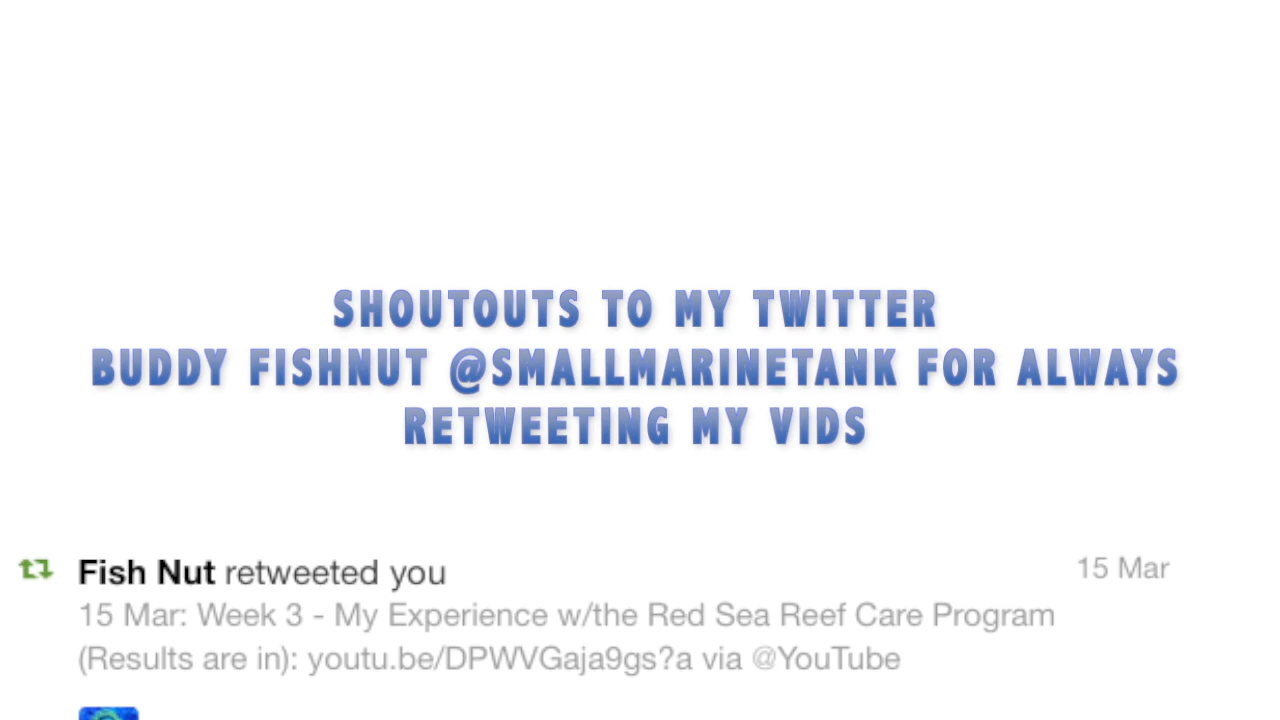 SHOUTOUTS TO MY TWITTER
BUDDY FISHNUT @SMALLMARINETANK FOR ALWAYS
RETWEETING MY VIDS
Fish Nut retweeted you
15 Mar
15 Mar: Week 3 - My Experience w/the Red Sea Reef Care Program
(Results are in): youtu.be/DPWVGaja9gs?a via @YouTube